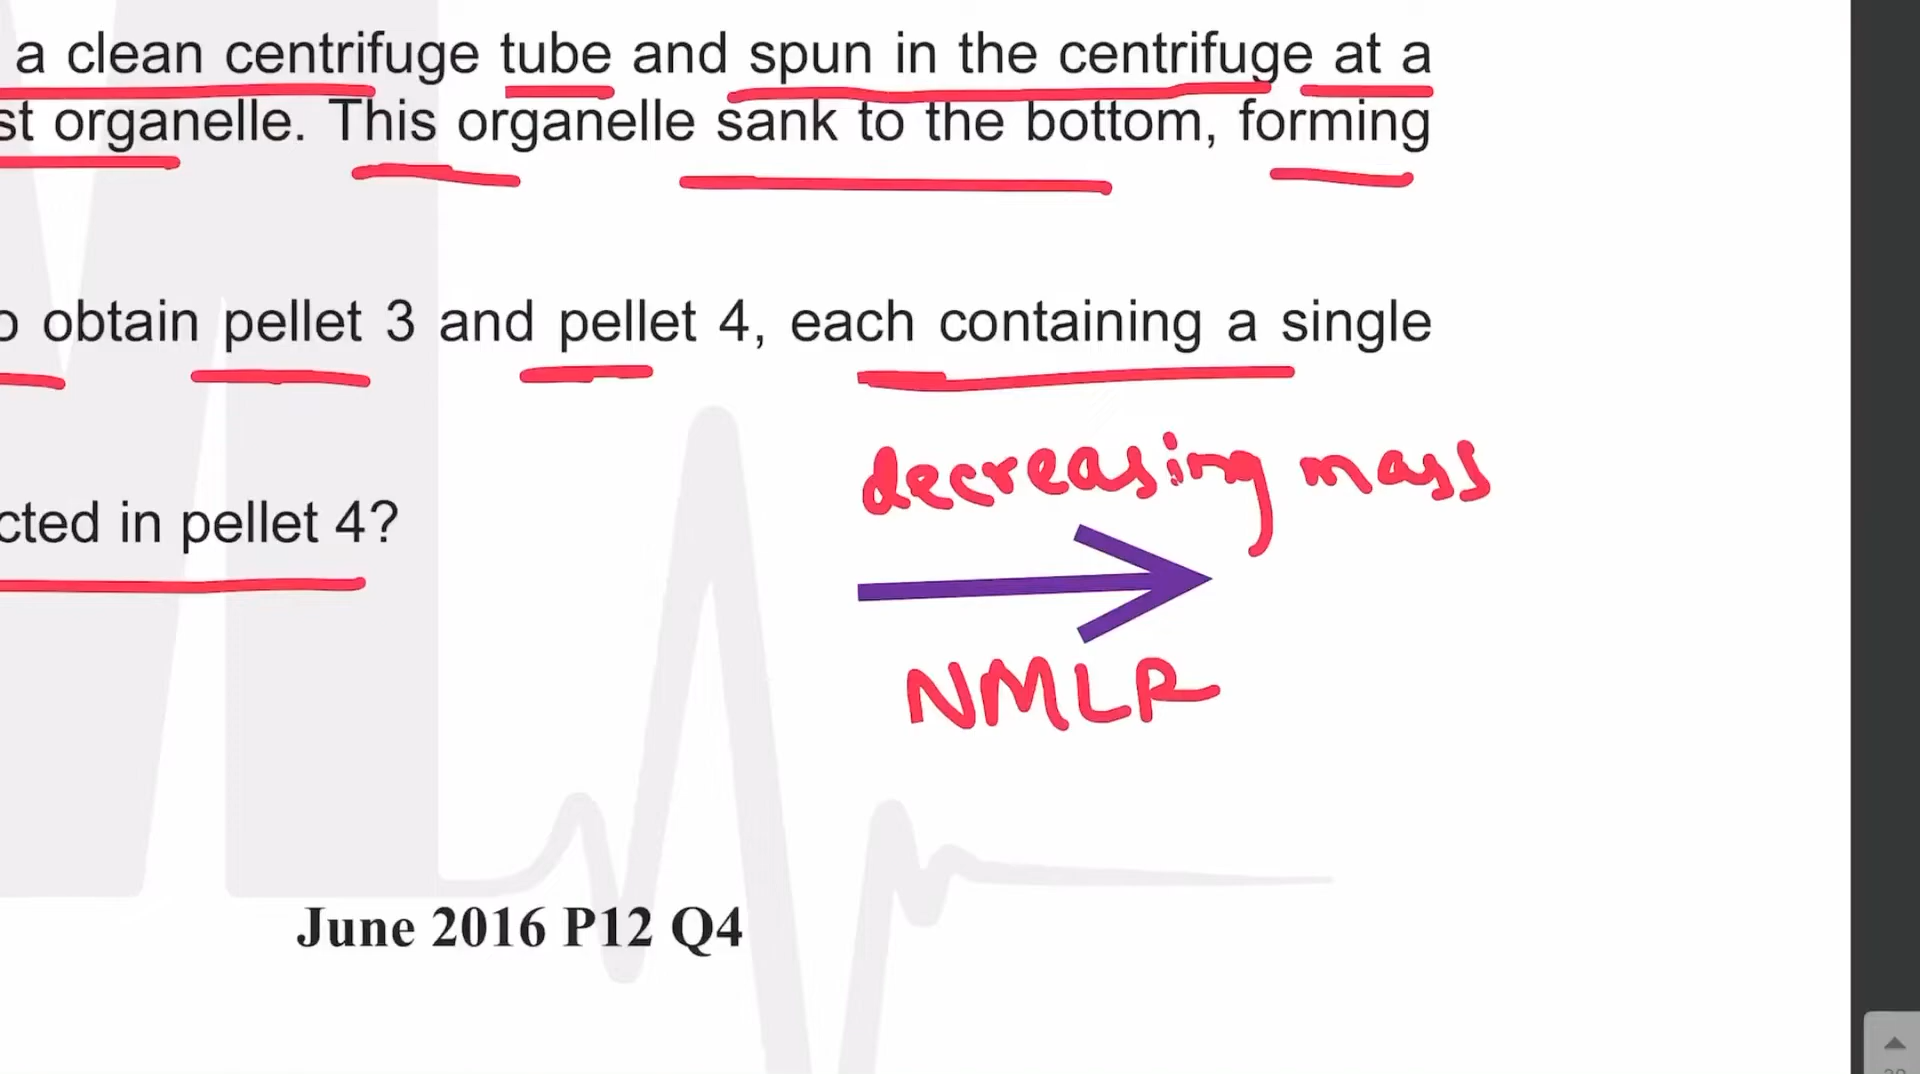 a clean centrifuge tube and spun in the centrifuge at a
st organelle. This organelle sank to the bottom, forming
o obtain pellet 3 and pellet 4, each containing a single
decreasing mass
cted in pellet 4?
NMLR
June 2016 P12 Q4